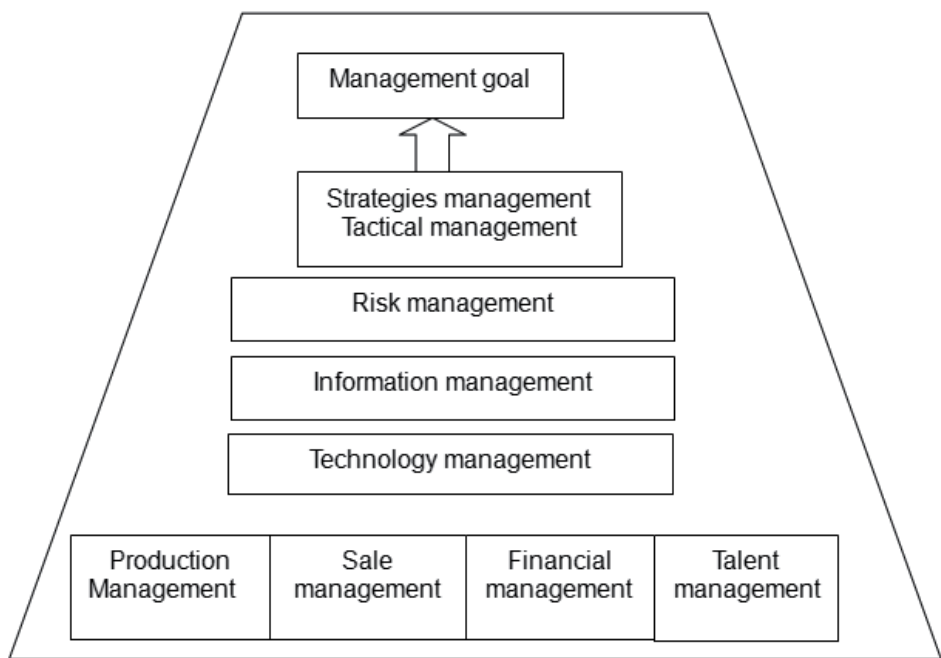 Management goal
Strategies management
Tactical management
Risk management
Information management
Technology management
Production
Management
Sale
management
Financial
management
Talent
management